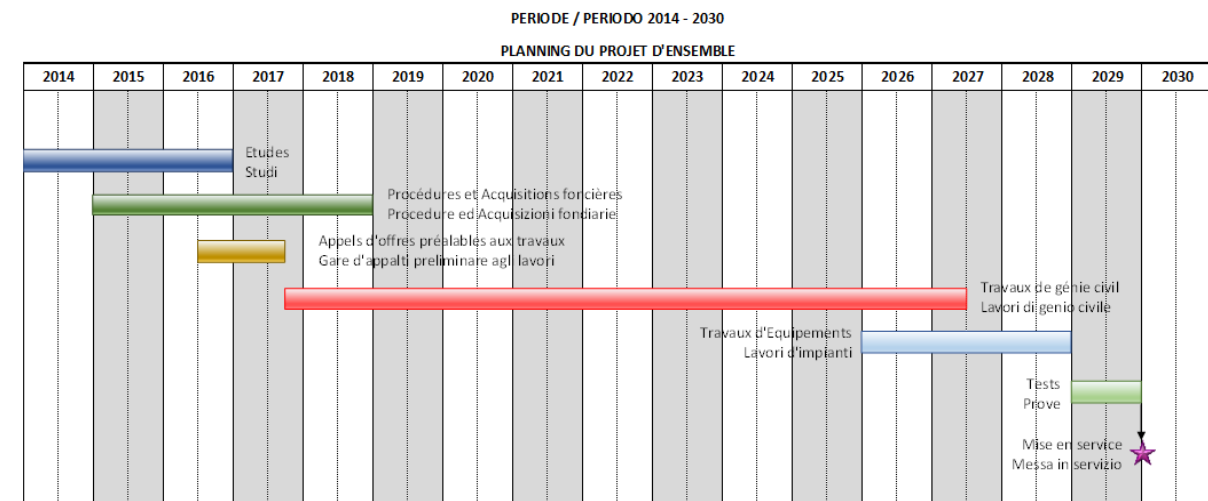 PERIODE / PERIODO 2014 - 2030
PLANNING DU PROJET D'ENSEMBLE
2014 2015 2016 2017 2018 2019 2020 2021 2022 2023 2024 2025 2026 2027 2028 2029 2030
Etudes
Studi
Procédures et Acquisitions foncières
Procedure ed Acquisizioni fondiarie
Appels d'offres préalables aux travaux
Gare d'appalti preliminare agli lavori
Travaux de génie civil
Lavori di genio civile
Travaux d'Equipements
Lavori d'impianti
Tests
Prove
Mise en service
Messa in servizio